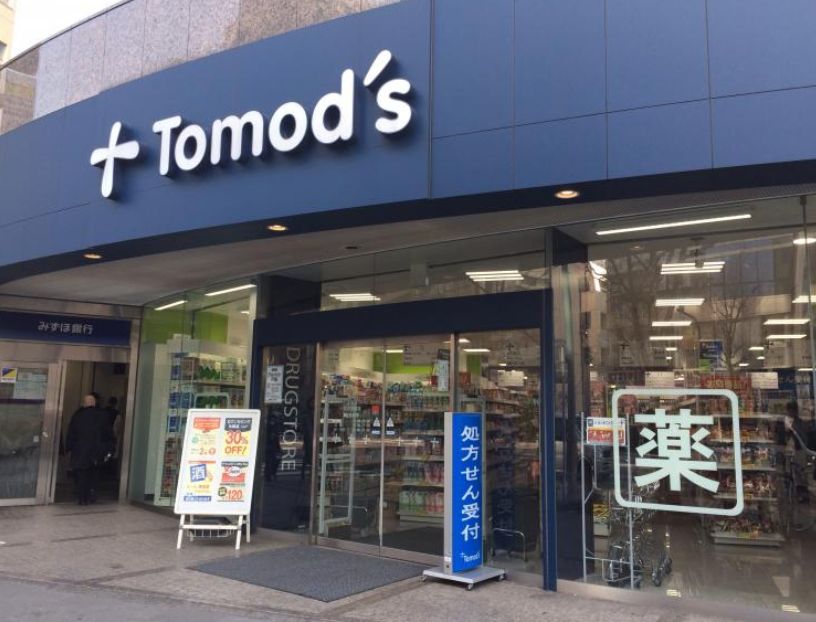 Tomod's
みずほ銀行
DRUGSTORE
30%
OFF!
酒
120
処方せん受付
Tomod's
薬